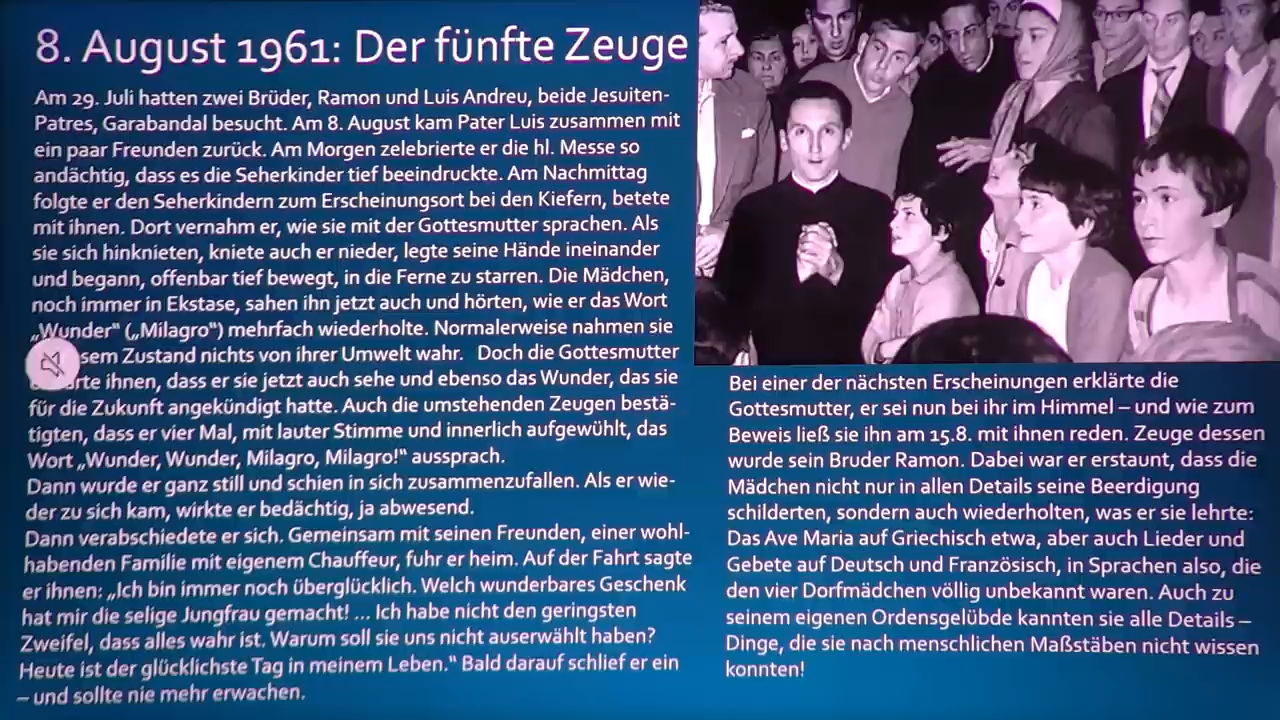 8. August 1961: Der fünfte Zeuge
Am 29. Juli hatten zwei Brüder, Ramon und Luis Andreu, beide Jesuiten-
Patres, Garabandal besucht. Am 8. August kam Pater Luis zusammen mit
ein paar Freunden zurück. Am Morgen zelebrierte er die hl. Messe so
andächtig, dass es die Seherkinder tief beeindruckte. Am Nachmittag
folgte er den Seherkindern zum Erscheinungsort bei den Kiefern, betete
mit ihnen. Dort vernahm er, wie sie mit der Gottesmutter sprachen. Als
sie sich hinknieten, kniete auch er nieder, legte seine Hände ineinander
und begann, offenbar tief bewegt, in die Ferne zu starren. Die Mädchen,
noch immer in Ekstase, sahen ihn jetzt auch und hörten, wie er das Wort
„Wunder“ („Milagro“) mehrfach wiederholte. Normalerweise nahmen sie
sem Zustand nichts von ihrer Umwelt wahr. Doch die Gottesmutter
ihnen, dass er sie jetzt auch sehe und ebenso das Wunder, das sie
für die Zukunft angekündigt hatte. Auch die umstehenden Zeugen bestä-
tigten, dass er vier Mal, mit lauter Stimme und innerlich aufgewühlt, das
Wort „Wunder, Wunder, Milagro, Milagro!“ aussprach.
Dann wurde er ganz still und schien in sich zusammenzufallen. Als er wie-
der zu sich kam, wirkte er bedächtig, ja abwesend.
Dann verabschiedete er sich. Gemeinsam mit seinen Freunden, einer wohl-
habenden Familie mit eigenem Chauffeur, fuhr er heim. Auf der Fahrt sagte
er ihnen: „Ich bin immer noch überglücklich. Welch wunderbares Geschenk
hat mir die selige Jungfrau gemacht! ... Ich habe nicht den geringsten
Zweifel, dass alles wahr ist. Warum soll sie uns nicht auserwählt haben?
Heute ist der glücklichste Tag in meinem Leben.“ Bald darauf schlief er ein
– und sollte nie mehr erwachen.
Bei einer der nächsten Erscheinungen erklärte die
Gottesmutter, er sei nun bei ihr im Himmel – und wie zum
Beweis ließ sie ihn am 15.8. mit ihnen reden. Zeuge dessen
wurde sein Bruder Ramon. Dabei war er erstaunt, dass die
Mädchen nicht nur in allen Details seine Beerdigung
schilderten, sondern auch wiederholten, was er sie lehrte:
Das Ave Maria auf Griechisch etwa, aber auch Lieder und
Gebete auf Deutsch und Französisch, in Sprachen also, die
den vier Dorfmädchen völlig unbekannt waren. Auch zu
seinem eigenen Ordensgelübde kannten sie alle Details –
Dinge, die sie nach menschlichen Maßstäben nicht wissen
konnten!